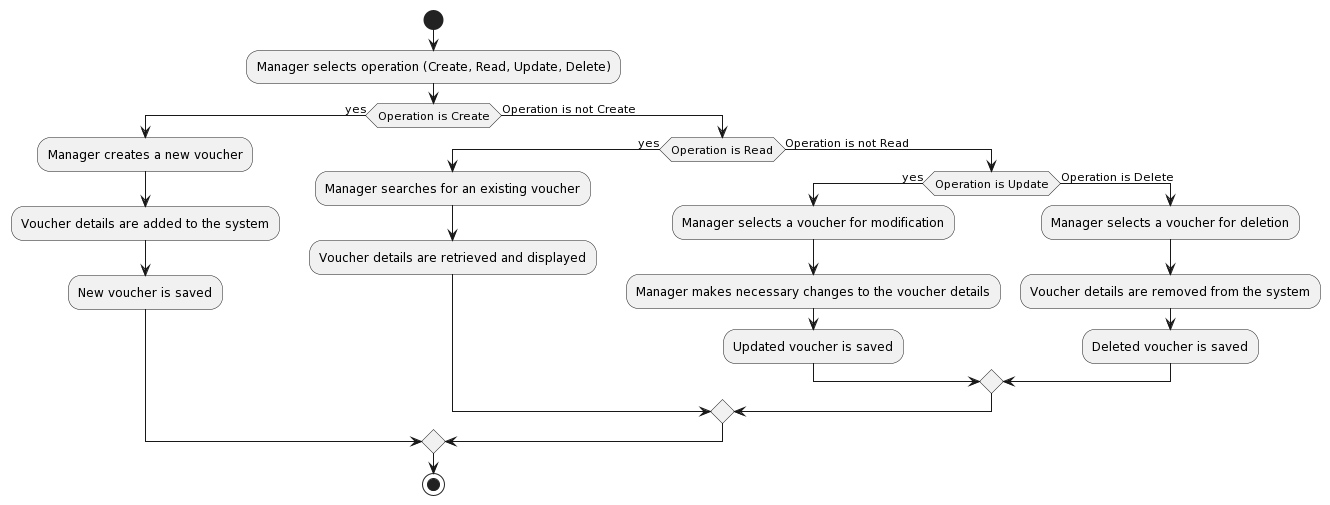 Manager selects operation (Create, Read, Update, Delete)
yes
Operation is Create
Operation is not Create
Manager creates a new voucher
Voucher details are added to the system
New voucher is saved
yes
Operation is Read
Operation is not Read
Manager searches for an existing voucher
Voucher details are retrieved and displayed
yes
Operation is Update
Operation is Delete
Manager selects a voucher for modification
Manager makes necessary changes to the voucher details
Updated voucher is saved
Manager selects a voucher for deletion
Voucher details are removed from the system
Deleted voucher is saved